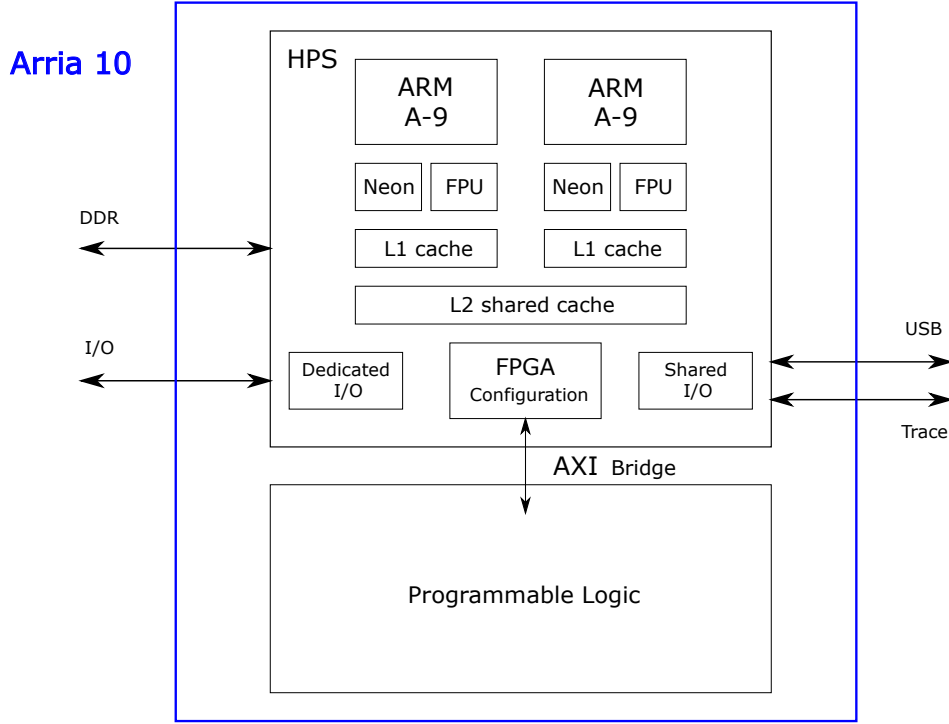 Arria 10
HPS
ARM
A-9
ARM
A-9
Neon
FPU
Neon
FPU
DDR
L1 cache
L1 cache
L2 shared cache
I/O
USB
Dedicated
I/O
FPGA
Configuration
Shared
I/O
Trace
AXI Bridge
Programmable Logic